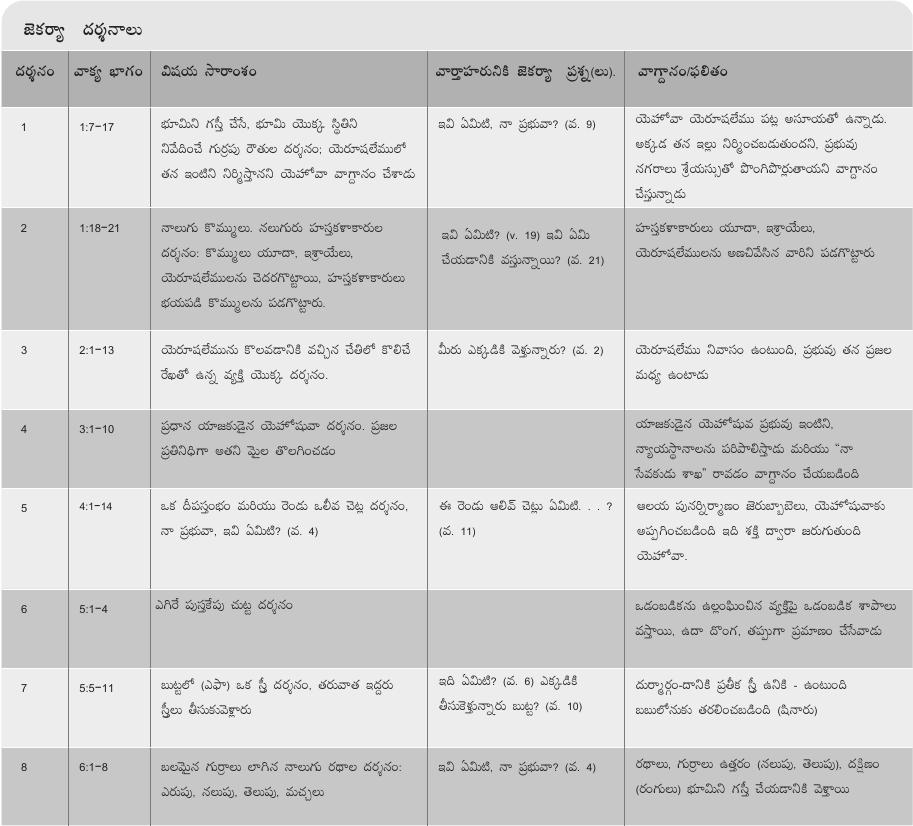 జెకర్యా దర్శనాలు
దర్శనం వాక్య భాగం విషయ సారాంశం వార్తాహరునికి జెకర్యా ప్రశ్న(లు). వాగ్దానం/ఫలితం
1 1:7–17
భూమిని గస్తీ చేసే, భూమి యొక్క స్థితిని
నివేదించే గుర్రపు రౌతుల దర్శనం; యెరూషలేములో
తన ఇంటిని నిర్మిస్తానని యెహోవా వాగ్దానం చేశాడు
ఇవి ఏమిటి, నా ప్రభువా? (వ. 9)
యెహోవా యెరూషలేము పట్ల అసూయతో ఉన్నాడు.
అక్కడ తన ఇల్లు నిర్మించబడుతుందని, ప్రభువు
నగరాలు శ్రేయస్సుతో పొంగిపొర్లుతాయని వాగ్దానం
చేస్తున్నాడు
2 1:18–21
నాలుగు కొమ్ములు. నలుగురు హస్తకళాకారుల
దర్శనం: కొమ్ములు యూదా, ఇశ్రాయేలు,
యెరూషలేములను చెదరగొట్టాయి, హస్తకళాకారులు
భయపడి కొమ్ములను పడగొట్టారు.
ఇవి ఏమిటి? (v. 19) ఇవి ఏమి
చేయడానికి వస్తున్నాయి? (వ. 21)
హస్తకళాకారులు యూదా, ఇశ్రాయేలు,
యెరూషలేములను అణచివేసిన వారిని పడగొట్టారు
3 2:1–13
యెరూషలేమును కొలవడానికి వచ్చిన చేతిలో కొలిచే
రేఖతో ఉన్న వ్యక్తి యొక్క దర్శనం.
మీరు ఎక్కడికి వెళ్తున్నారు? (వ. 2)
యెరూషలేము నివాసం ఉంటుంది, ప్రభువు తన ప్రజల
మధ్య ఉంటాడు
4 3:1–10
ప్రధాన యాజకుడైన యెహోషువా దర్శనం. ప్రజల
ప్రతినిధిగా అతని మైల తొలగించడం
యాజకుడైన యెహోషువ ప్రభువు ఇంటిని,
న్యాయస్థానాలను పరిపాలిస్తాడు మరియు “నా
సేవకుడు శాఖ” రావడం వాగ్దానం చేయబడింది
5 4:1–14
ఒక దీపస్తంభం మరియు రెండు ఒలీవ చెట్ల దర్శనం,
నా ప్రభువా, ఇవి ఏమిటి? (వ. 4)
ఈ రెండు ఆలివ్ చెట్లు ఏమిటి. . . ?
(వ. 11)
ఆలయ పునర్నిర్మాణం జెరుబ్బాబెలు, యెహోషువాకు
అప్పగించబడింది ఇది శక్తి ద్వారా జరుగుతుంది
యెహోవా.
6 5:1–4
ఎగిరే పుస్తకేపు చుట్ట దర్శనం
ఒడంబడికను ఉల్లంఘించిన వ్యక్తిపై ఒడంబడిక శాపాలు
వస్తాయి, ఉదా దొంగ, తప్పుగా ప్రమాణం చేసేవాడు
7 5:5–11
బుట్టలో (ఎఫా) ఒక స్త్రీ దర్శనం, తరువాత ఇద్దరు
స్త్రీలు తీసుకువెళ్లారు
ఇది ఏమిటి? (వ. 6) ఎక్కడికి
తీసుకెళ్తున్నారు బుట్ట? (వ. 10)
దుర్మార్గం-దానికి ప్రతీక స్త్రీ ఉనికి - ఉంటుంది
బబులోనుకు తరలించబడింది (షినారు)
8 6:1–8
బలమైన గుర్రాలు లాగిన నాలుగు రథాల దర్శనం:
ఎరుపు, నలుపు, తెలుపు, మచ్చలు
ఇవి ఏమిటి, నా ప్రభువా? (వ. 4)
రథాలు, గుర్రాలు ఉత్తరం (నలుపు, తెలుపు), దక్షిణం
(రంగులు) భూమిని గస్తీ చేయడానికి వెళ్తాయి